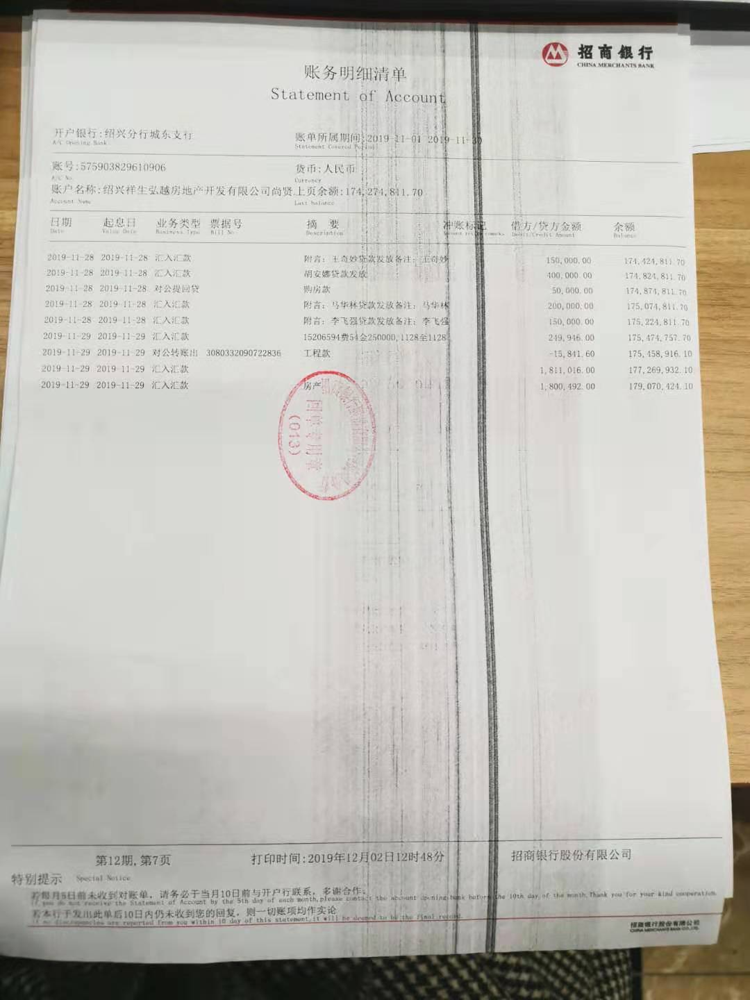 招商银行
CHINA MERCHANTS BANK
账务明细清单
Statement of Account
开户银行:绍兴分行城东支行 账单所属期间:2019-11-01 2019-11-30
A/C Opening Bank Statement Covered Period
账号:575903829610906 货币:人民币
A/C No. Currency
账户名称:绍兴祥生弘越房地产开发有限公司尚贤上页余额:174,274,811.70
Account Name Last balance
日期 起息日 业务类型 票据号 摘 要 冲账标记 借方/贷方金额 余额
Date Value Date Business Type Bill No Description Debit/Credit Amount Balance
2019-11-28 2019-11-28 汇入汇款 附言: 王奇妙贷款发放备注: 王奇妙 150,000.00 174,424,811.70
2019-11-28 2019-11-28 汇入汇款 胡安娜贷款发放 400,000.00 174,824,811.70
2019-11-28 2019-11-28 对公提回贷 购房款 50,000.00 174,874,811.70
2019-11-28 2019-11-28 汇入汇款 附言: 马华林贷款发放备注: 马华林 200,000.00 175,074,811.70
2019-11-28 2019-11-28 汇入汇款 附言: 李飞强贷款发放备注: 李飞强 150,000.00 175,224,811.70
2019-11-29 2019-11-29 汇入汇款 15206594费54金250000,1128至1128 249,946.00 175,474,757.70
2019-11-29 2019-11-29 对公转账出 3080332090722836 工程款 -15,841.60 175,458,916.10
2019-11-29 2019-11-29 汇入汇款 1,811,016.00 177,269,932.10
2019-11-29 2019-11-29 汇入汇款 房产 1,800,492.00 179,070,424.10
回单专用章
(013)
第12期,第7页 打印时间:2019年12月02日12时48分 招商银行股份有限公司
特别提示 Special Notice
若每月5日前未收到对账单, 请务必于当月10日前与开户行联系, 多谢合作.
If you do not receive the Statement of Account by the 5th day of each month,please contact the account opening bank before the 10th day of the month.Thank you for your kind cooperation.
若本行于发出此单后10日内仍未收到您的回复, 则一切账项均作实论
If no discrepancies are reported from you within 10 day of this statement,it will be deemed to be the final record.
招商银行股份有限公司
CHINA MERCHANTS BANK CO.,LTD.